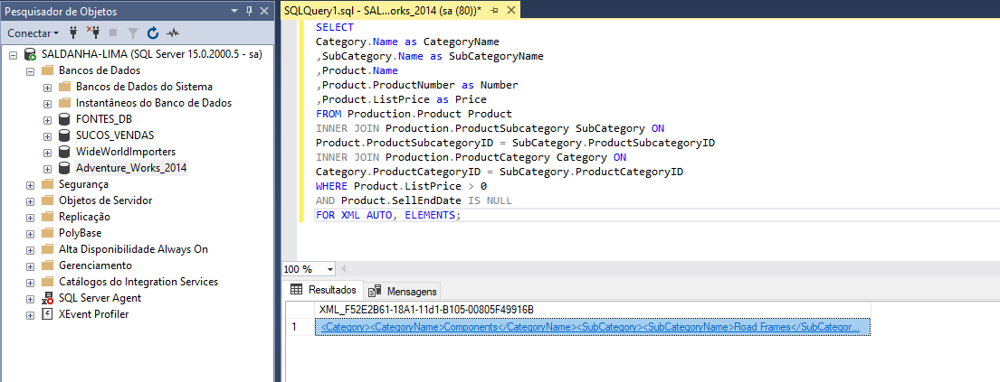 Pesquisador de Objetos
Conectar
SALDANHA-LIMA (SQL Server 15.0.2000.5 - sa)
Bancos de Dados
Bancos de Dados do Sistema
Instantâneos do Banco de Dados
FONTES_DB
SUCOS_VENDAS
WideWorldImporters
Adventure_Works_2014
Segurança
Objetos de Servidor
Replicação
PolyBase
Alta Disponibilidade Always On
Gerenciamento
Catálogos do Integration Services
SQL Server Agent
XEvent Profiler
SQLQuery1.sql - SAL...orks_2014 (sa (80))*
SELECT
Category.Name as CategoryName
,SubCategory.Name as SubCategoryName
,Product.Name
,Product.ProductNumber as Number
,Product.ListPrice as Price
FROM Production.Product Product
INNER JOIN Production.ProductSubcategory SubCategory ON
Product.ProductSubcategoryID = SubCategory.ProductSubcategoryID
INNER JOIN Production.ProductCategory Category ON
Category.ProductCategoryID = SubCategory.ProductCategoryID
WHERE Product.ListPrice > 0
AND Product.SellEndDate IS NULL
FOR XML AUTO, ELEMENTS;
100 %
Resultados Mensagens
XML_F52E2B61-18A1-11d1-B105-00805F49916B
1 <Category><CategoryName>Components</CategoryName><SubCategory><SubCategoryName>Road Frames</SubCategor...